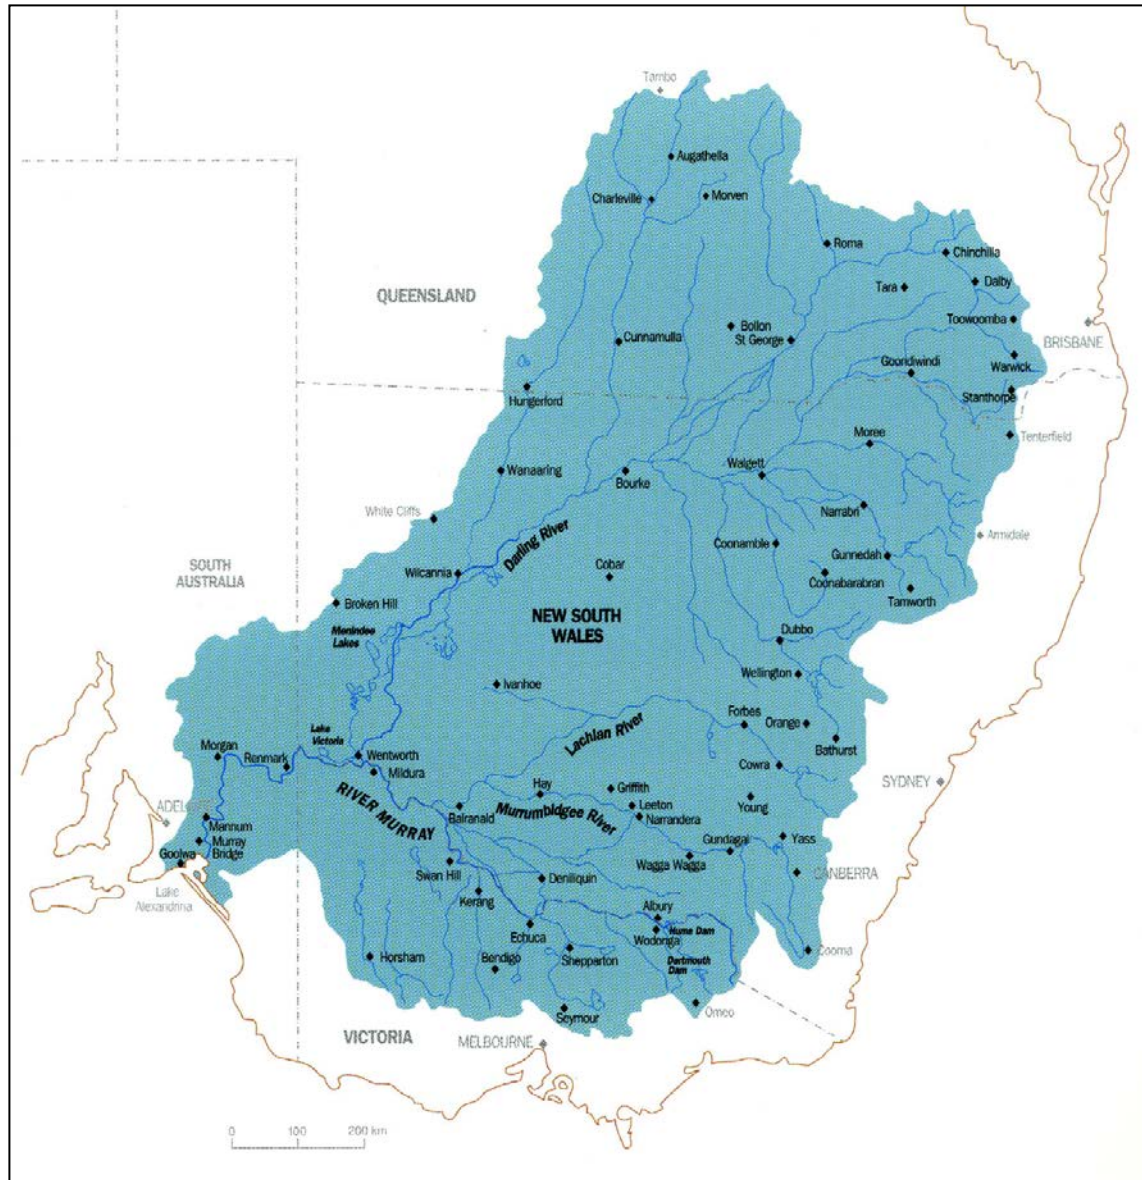 Tambo
Augathella
Charleville
Morven
Roma
Chinchilla
Dalby
Tara
QUEENSLAND
Toowoomba
Bollon
St George
BRISBANE
Cunnamulla
Goondiwindi
Warwick
Hungerford
Stanthorpe
Moree
Tenterfield
Wanaaring
Walgett
Bourke
White Cliffs
Narrabri
Darling River
Armidale
Coonamble
Gunnedah
SOUTH
AUSTRALIA
Wilcannia
Cobar
Coonabarabran
Tamworth
Broken Hill
NEW SOUTH
WALES
Menindee
Lakes
Dubbo
Wellington
Ivanhoe
Forbes
Orange
Lachlan River
Lake
Victoria
Bathurst
Morgan
Renmark
Wentworth
Mildura
Cowra
SYDNEY
Hay
Griffith
RIVER MURRAY
Balranald
Murrumbidgee River
Leeton
Narrandera
Young
Mannum
Murray
Bridge
Goolwa
Gundagai
Yass
Wagga Wagga
Swan Hill
Deniliquin
CANBERRA
Lake
Alexandrina
Kerang
Albury
Hume Dam
Echuca
Wodonga
Cooma
Horsham
Bendigo
Shepparton
Dartmouth
Dam
Omeo
Seymour
VICTORIA
MELBOURNE
0 100 200 km